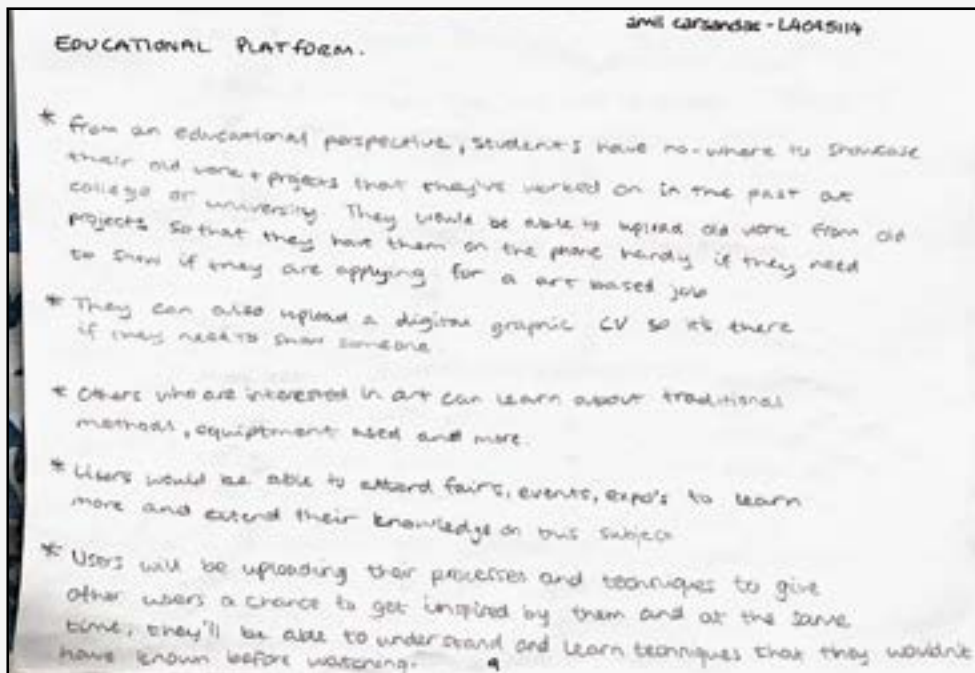 amil carsandas - L4045114
EDUCATIONAL PLATFORM.
* from an educational perspective, students have no-where to showcase
their old work + projects that they've worked on in the past at
college or university. They would be able to upload old work from old
projects so that they have them on the phone handy if they need
to show if they are applying for a art based job
* They can also upload a digital graphic CV so it's there
if they need to show someone
* Others who are interested in art can learn about traditional
methods, equiptment used and more.
* Users would be able to attend fairs, events, expo's to learn
more and extend their knowledge on this subject
* Users will be uploading their processes and techniques to give
other users a chance to get inspired by them and at the same
time, they'll be able to understand and learn techniques that they wouldn't
have known before watching.